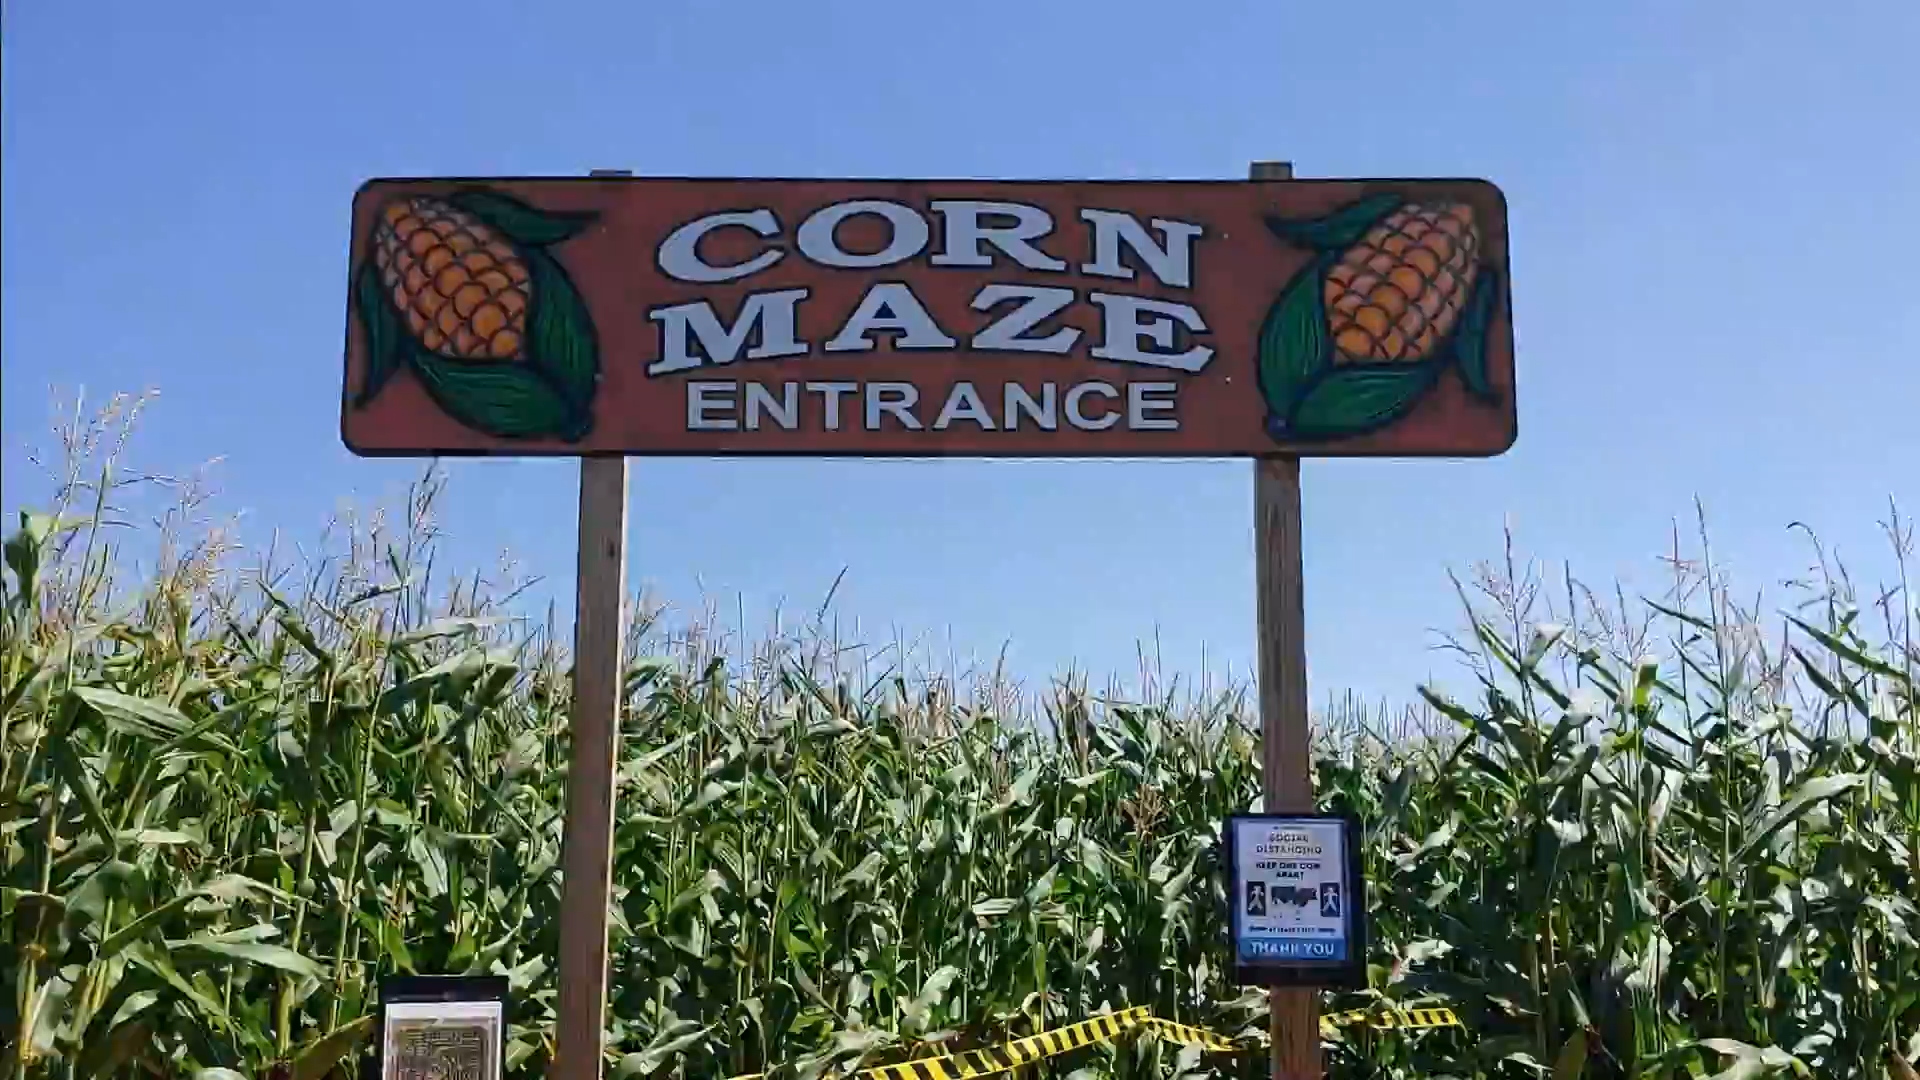 CORN
MAZE
ENTRANCE
SOCIAL
DISTANCING
KEEP ONE COW
APART
THANK YOU